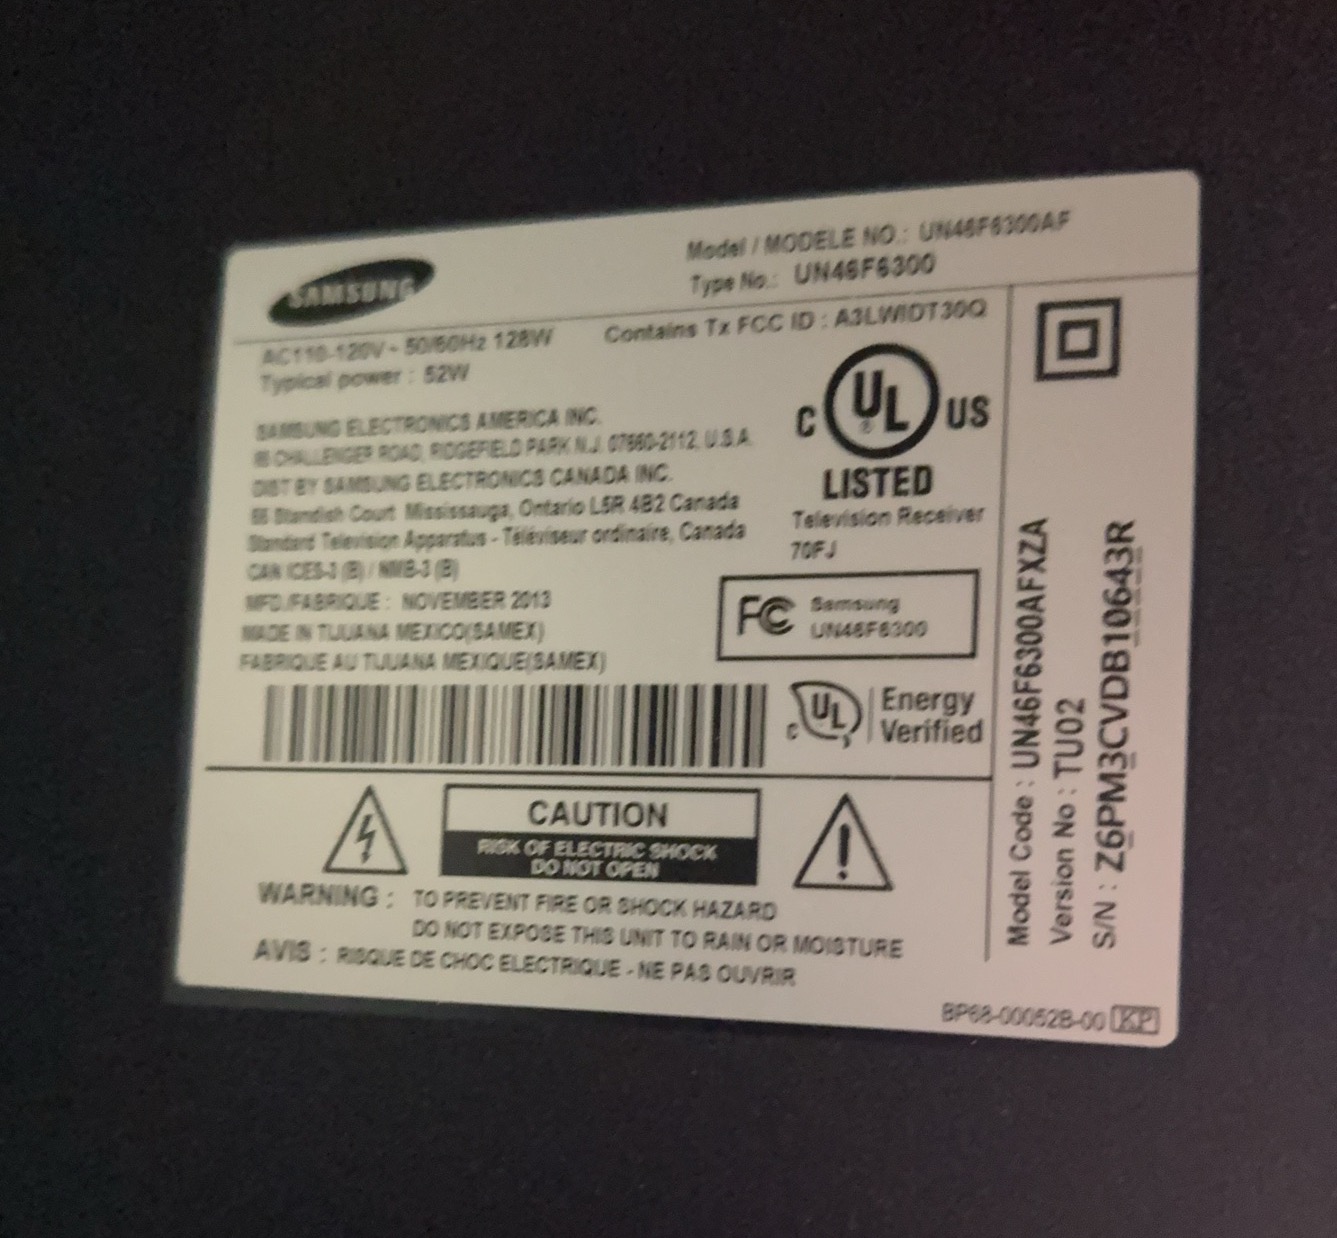 SAMSUNG
Model / MODELE NO.: UN46F6300AF
Type No.: UN46F6300
AC110-120V~ 50/60Hz 128W
Contains Tx FCC ID : A3LWIDT30Q
Typical power : 52W
SAMSUNG ELECTRONICS AMERICA INC.
CHALLENGER ROAD, RIDGEFIELD PARK N.J. 07660-2112, U.S.A.
DIST BY SAMSUNG ELECTRONICS CANADA INC.
55 Standish Court Mississauga, Ontario L5R 4B2 Canada
Standard Television Apparatus - Téléviseur ordinaire, Canada
CAN ICES-3 (B) / NMB-3 (B)
MFD./FABRIQUE : NOVEMBER 2013
MADE IN TIJUANA MEXICO(SAMEX)
FABRIQUE AU TIJUANA MEXIQUE(SAMEX)
C UL ® US
LISTED
Television Receiver
70FJ
FC Samsung
UN46F6300
C UL Energy
Verified
CAUTION
RISK OF ELECTRIC SHOCK
DO NOT OPEN
WARNING : TO PREVENT FIRE OR SHOCK HAZARD
DO NOT EXPOSE THIS UNIT TO RAIN OR MOISTURE
AVIS : RISQUE DE CHOC ELECTRIQUE - NE PAS OUVRIR
Model Code : UN46F6300AFXZA
Version No : TU02
S/N : Z6PM3CVDB10643R
BP68-00052B-00 KP